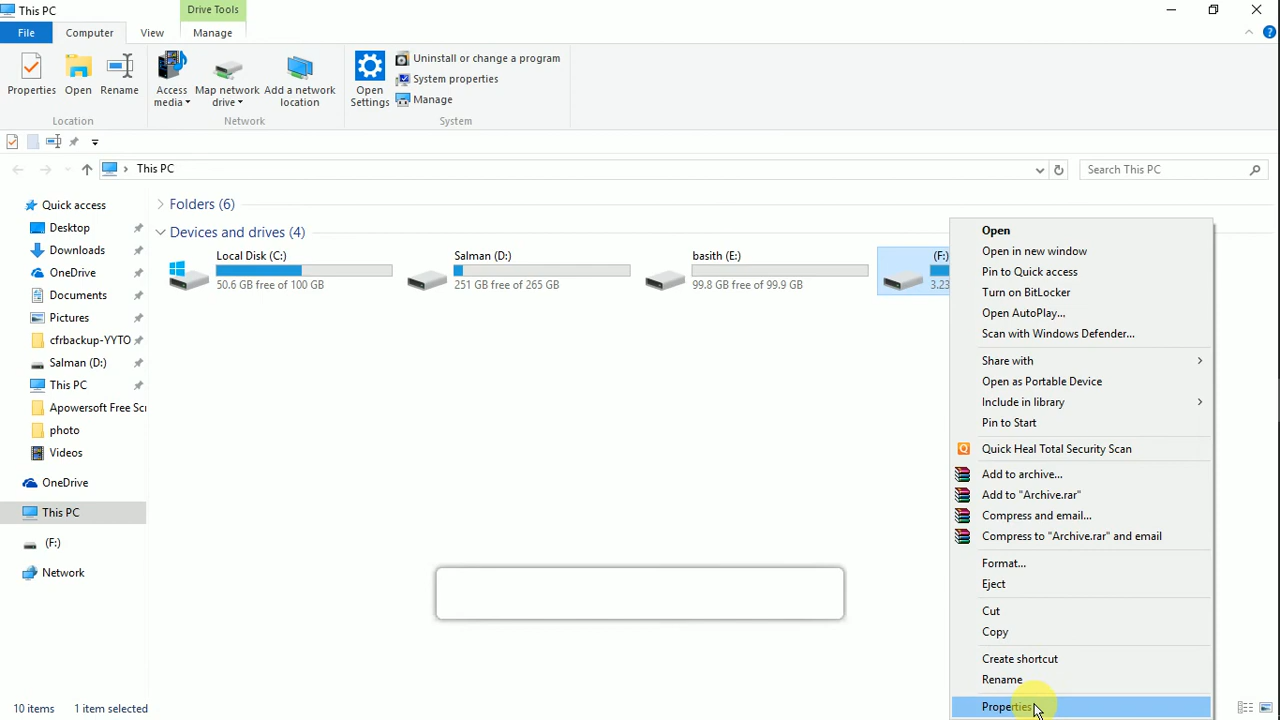 This PC
Drive Tools
File
Computer
View
Manage
Properties
Open
Rename
Access media
Map network drive
Add a network location
Open Settings
Uninstall or change a program
System properties
Manage
Location
Network
System
This PC
Search This PC
Quick access
Desktop
Downloads
OneDrive
Documents
Pictures
cfrbackup-YYTO
Salman (D:)
This PC
Apowersoft Free Scr
photo
Videos
OneDrive
This PC
(F:)
Network
Folders (6)
Devices and drives (4)
Local Disk (C:)
50.6 GB free of 100 GB
Salman (D:)
251 GB free of 265 GB
basith (E:)
99.8 GB free of 99.9 GB
(F:)
3.23
Open
Open in new window
Pin to Quick access
Turn on BitLocker
Open AutoPlay...
Scan with Windows Defender...
Share with
Open as Portable Device
Include in library
Pin to Start
Quick Heal Total Security Scan
Add to archive...
Add to "Archive.rar"
Compress and email...
Compress to "Archive.rar" and email
Format...
Eject
Cut
Copy
Create shortcut
Rename
Properties
10 items
1 item selected